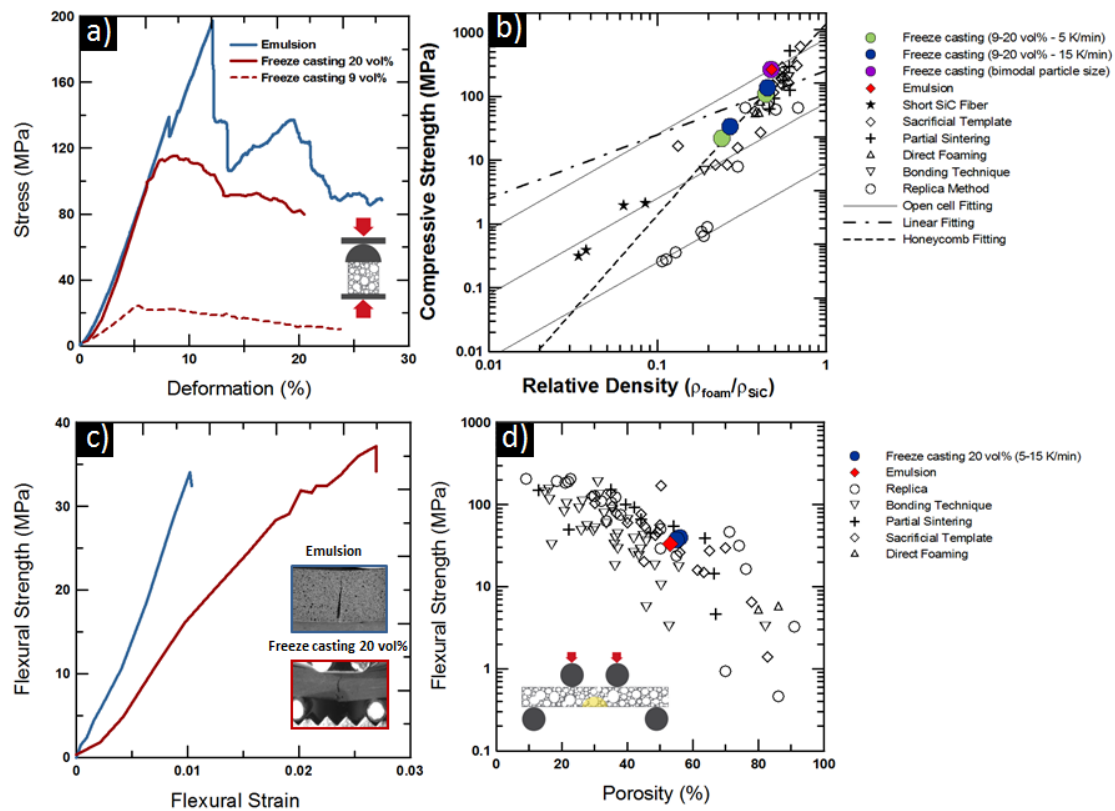 a)
Emulsion
Freeze casting 20 vol%
Freeze casting 9 vol%
200
160
120
80
40
0
0
10
20
30
Stress (MPa)
Deformation (%)
b)
1000
100
10
1
0.1
0.01
0.01
0.1
1
Compressive Strength (MPa)
Relative Density (ρfoam/ρSiC)
Freeze casting (9-20 vol% - 5 K/min)
Freeze casting (9-20 vol% - 15 K/min)
Freeze casting (bimodal particle size)
Emulsion
Short SiC Fiber
Sacrificial Template
Partial Sintering
Direct Foaming
Bonding Technique
Replica Method
Open cell Fitting
Linear Fitting
Honeycomb Fitting
c)
40
30
20
10
0
0
0.01
0.02
0.03
Flexural Strength (MPa)
Flexural Strain
Emulsion
Freeze casting 20 vol%
d)
1000
100
10
1
0.1
0
20
40
60
80
100
Flexural Strength (MPa)
Porosity (%)
Freeze casting 20 vol% (5-15 K/min)
Emulsion
Replica
Bonding Technique
Partial Sintering
Sacrificial Template
Direct Foaming